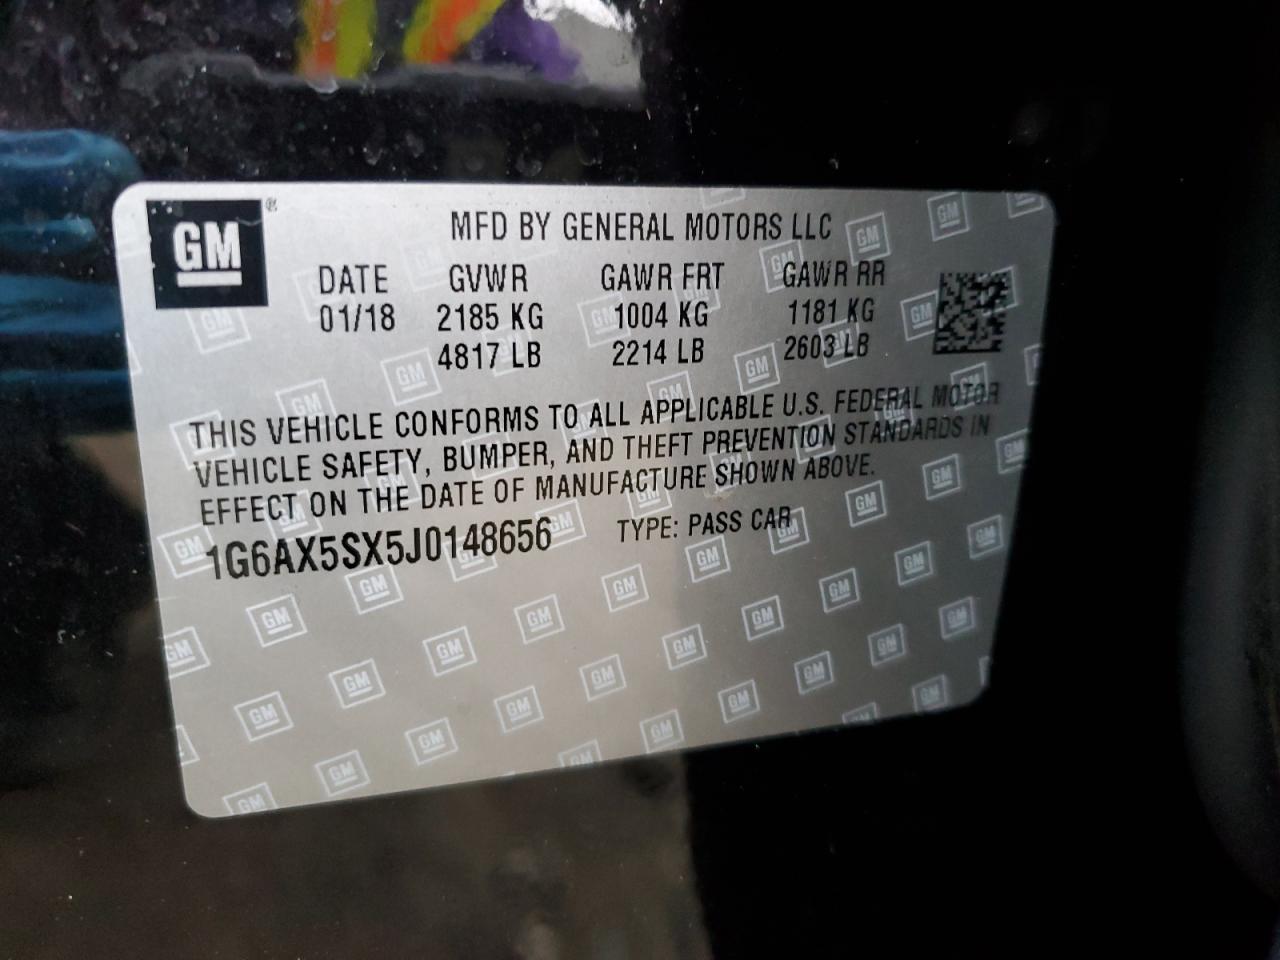 GM®
MFD BY GENERAL MOTORS LLC
DATE GVWR GAWR FRT GAWR RR
01/18 2185 KG 1004 KG 1181 KG
4817 LB 2214 LB 2603 LB
THIS VEHICLE CONFORMS TO ALL APPLICABLE U.S. FEDERAL MOTOR
VEHICLE SAFETY, BUMPER, AND THEFT PREVENTION STANDARDS IN
EFFECT ON THE DATE OF MANUFACTURE SHOWN ABOVE.
1G6AX5SX5J0148656 TYPE: PASS CAR